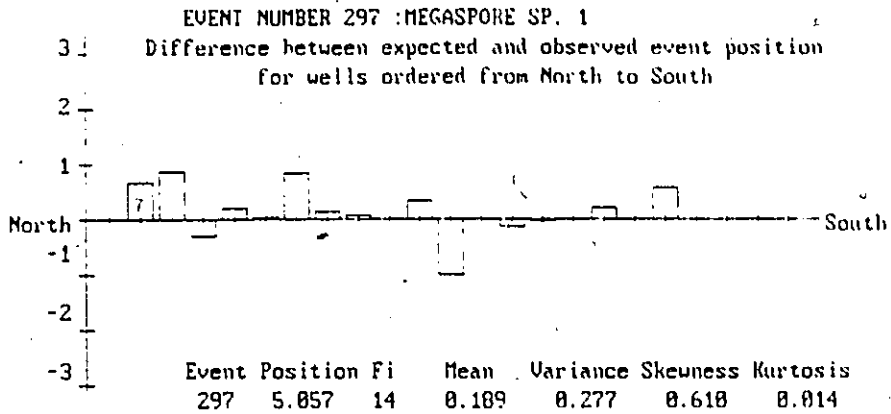 EVENT NUMBER 297 :MEGASPORE SP. 1
Difference between expected and observed event position
for wells ordered from North to South
3
2
1
7
North
South
-1
-2
-3
Event Position Fi Mean Variance Skewness Kurtosis
297 5.057 14 0.189 0.277 0.610 0.014